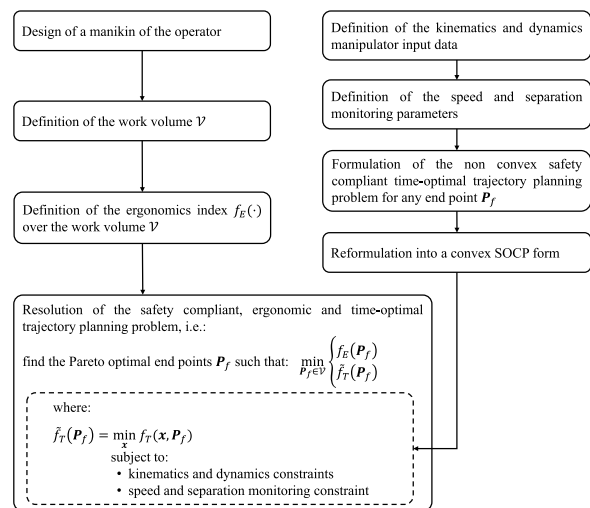 Design of a manikin of the operator
Definition of the work volume 𝒱
Definition of the ergonomics index f_E(·)
over the work volume 𝒱
Definition of the kinematics and dynamics
manipulator input data
Definition of the speed and separation
monitoring parameters
Formulation of the non convex safety
compliant time-optimal trajectory planning
problem for any end point P_f
Reformulation into a convex SOCP form
Resolution of the safety compliant, ergonomic and time-optimal
trajectory planning problem, i.e.:
find the Pareto optimal end points P_f such that: min_{P_f∈𝒱} { f_E(P_f)
f̃_T(P_f)
where:
f̃_T(P_f) = min_x f_T(x, P_f)
subject to:
• kinematics and dynamics constraints
• speed and separation monitoring constraint